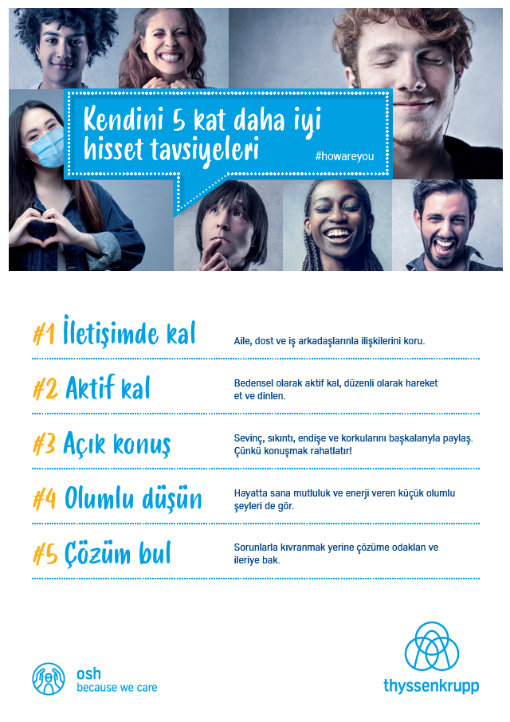 Kendini 5 kat daha iyi
hisset tavsiyeleri
#howareyou
#1 İletişimde kal
Aile, dost ve iş arkadaşlarınla ilişkilerini koru.
#2 Aktif kal
Bedensel olarak aktif kal, düzenli olarak hareket
et ve dinlen.
#3 Açık konuş
Sevinç, sıkıntı, endişe ve korkularını başkalarıyla paylaş.
Çünkü konuşmak rahatlatır!
#4 Olumlu düşün
Hayatta sana mutluluk ve enerji veren küçük olumlu
şeyleri de gör.
#5 Çözüm bul
Sorunlarla kıvranmak yerine çözüme odaklan ve
ileriye bak.
osh
because we care
thyssenkrupp